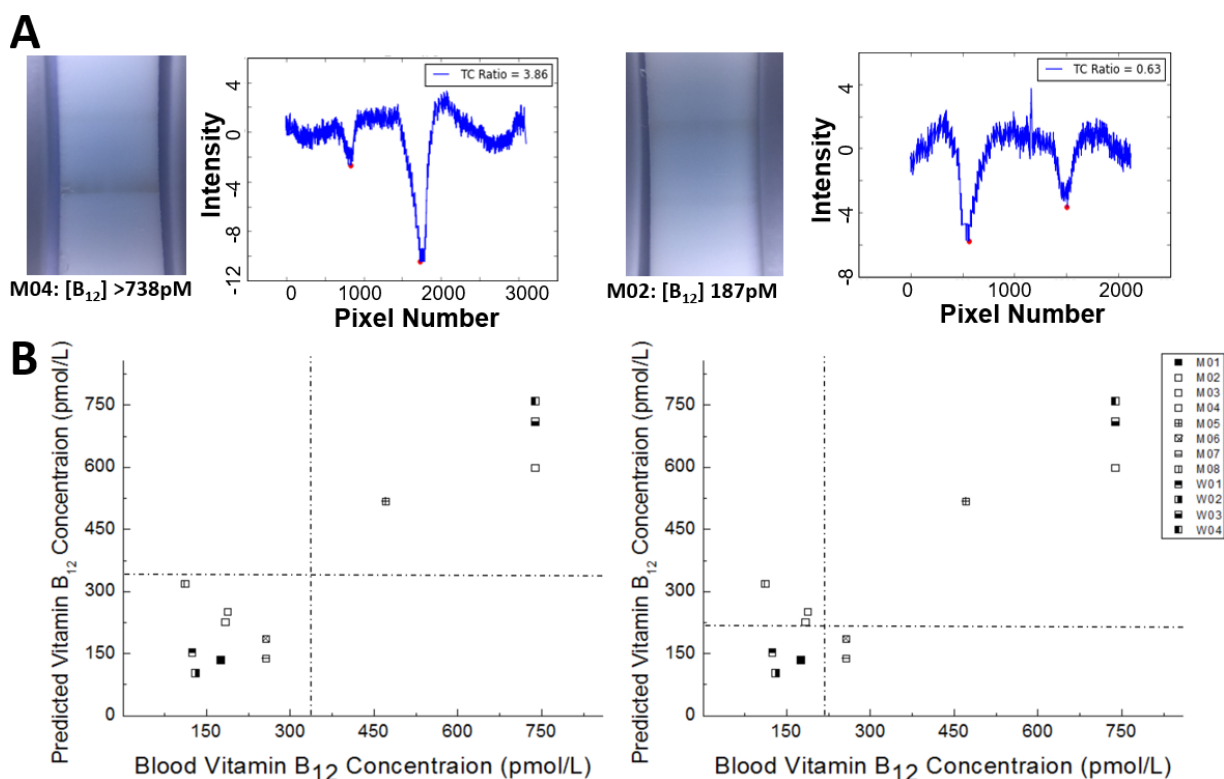 A
TC Ratio = 3.86
4
0
-4
-8
-12
Intensity
0 1000 2000 3000
Pixel Number
M04: [B12] >738pM
TC Ratio = 0.63
4
0
-4
-8
Intensity
0 1000 2000
Pixel Number
M02: [B12] 187pM
B
Predicted Vitamin B12 Concentraion (pmol/L)
750
600
450
300
150
0
150 300 450 600 750
Blood Vitamin B12 Concentraion (pmol/L)
Predicted Vitamin B12 Concentraion (pmol/L)
750
600
450
300
150
0
150 300 450 600 750
Blood Vitamin B12 Concentraion (pmol/L)
M01
M02
M03
M04
M05
M06
M07
M08
W01
W02
W03
W04